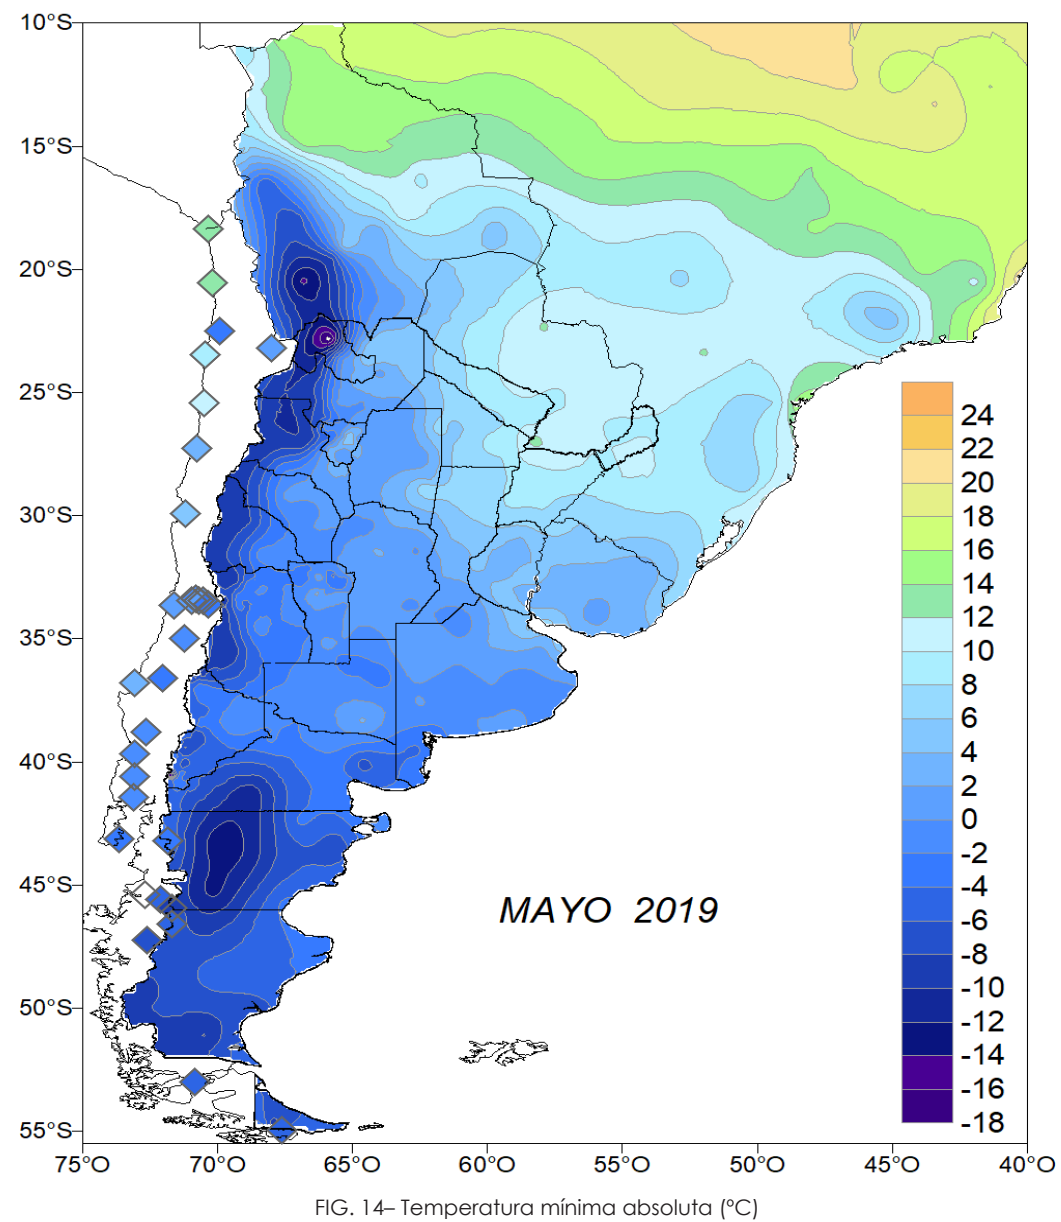 10°S
15°S
20°S
25°S
30°S
35°S
40°S
45°S
50°S
55°S
MAYO 2019
24
22
20
18
16
14
12
10
8
6
4
2
0
-2
-4
-6
-8
-10
-12
-14
-16
-18
75°O 70°O 65°O 60°O 55°O 50°O 45°O 40°O
FIG. 14– Temperatura mínima absoluta (ºC)